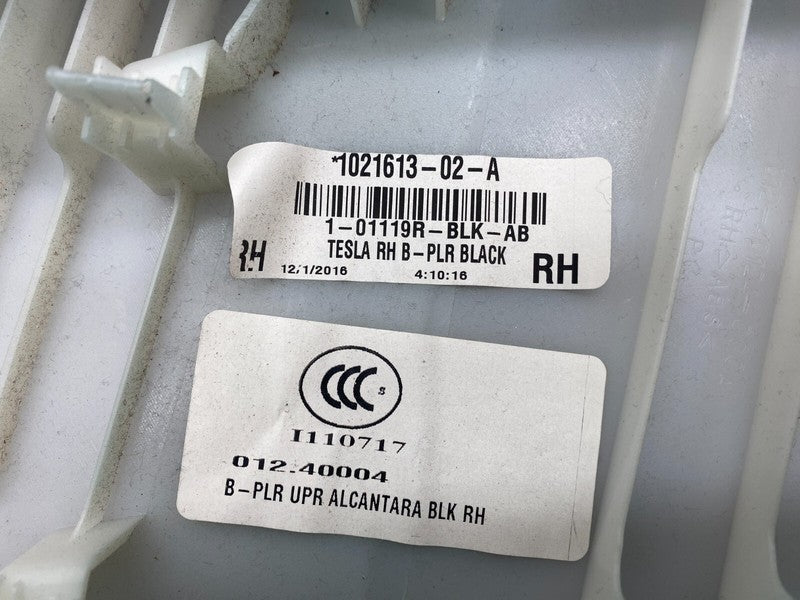 *1021613-02-A
1-01119R-BLK-AB
TESLA RH B-PLR BLACK
RH
RH
12/1/2016 4:10:16
CCC S
I110717
012.40004
B-PLR UPR ALCANTARA BLK RH